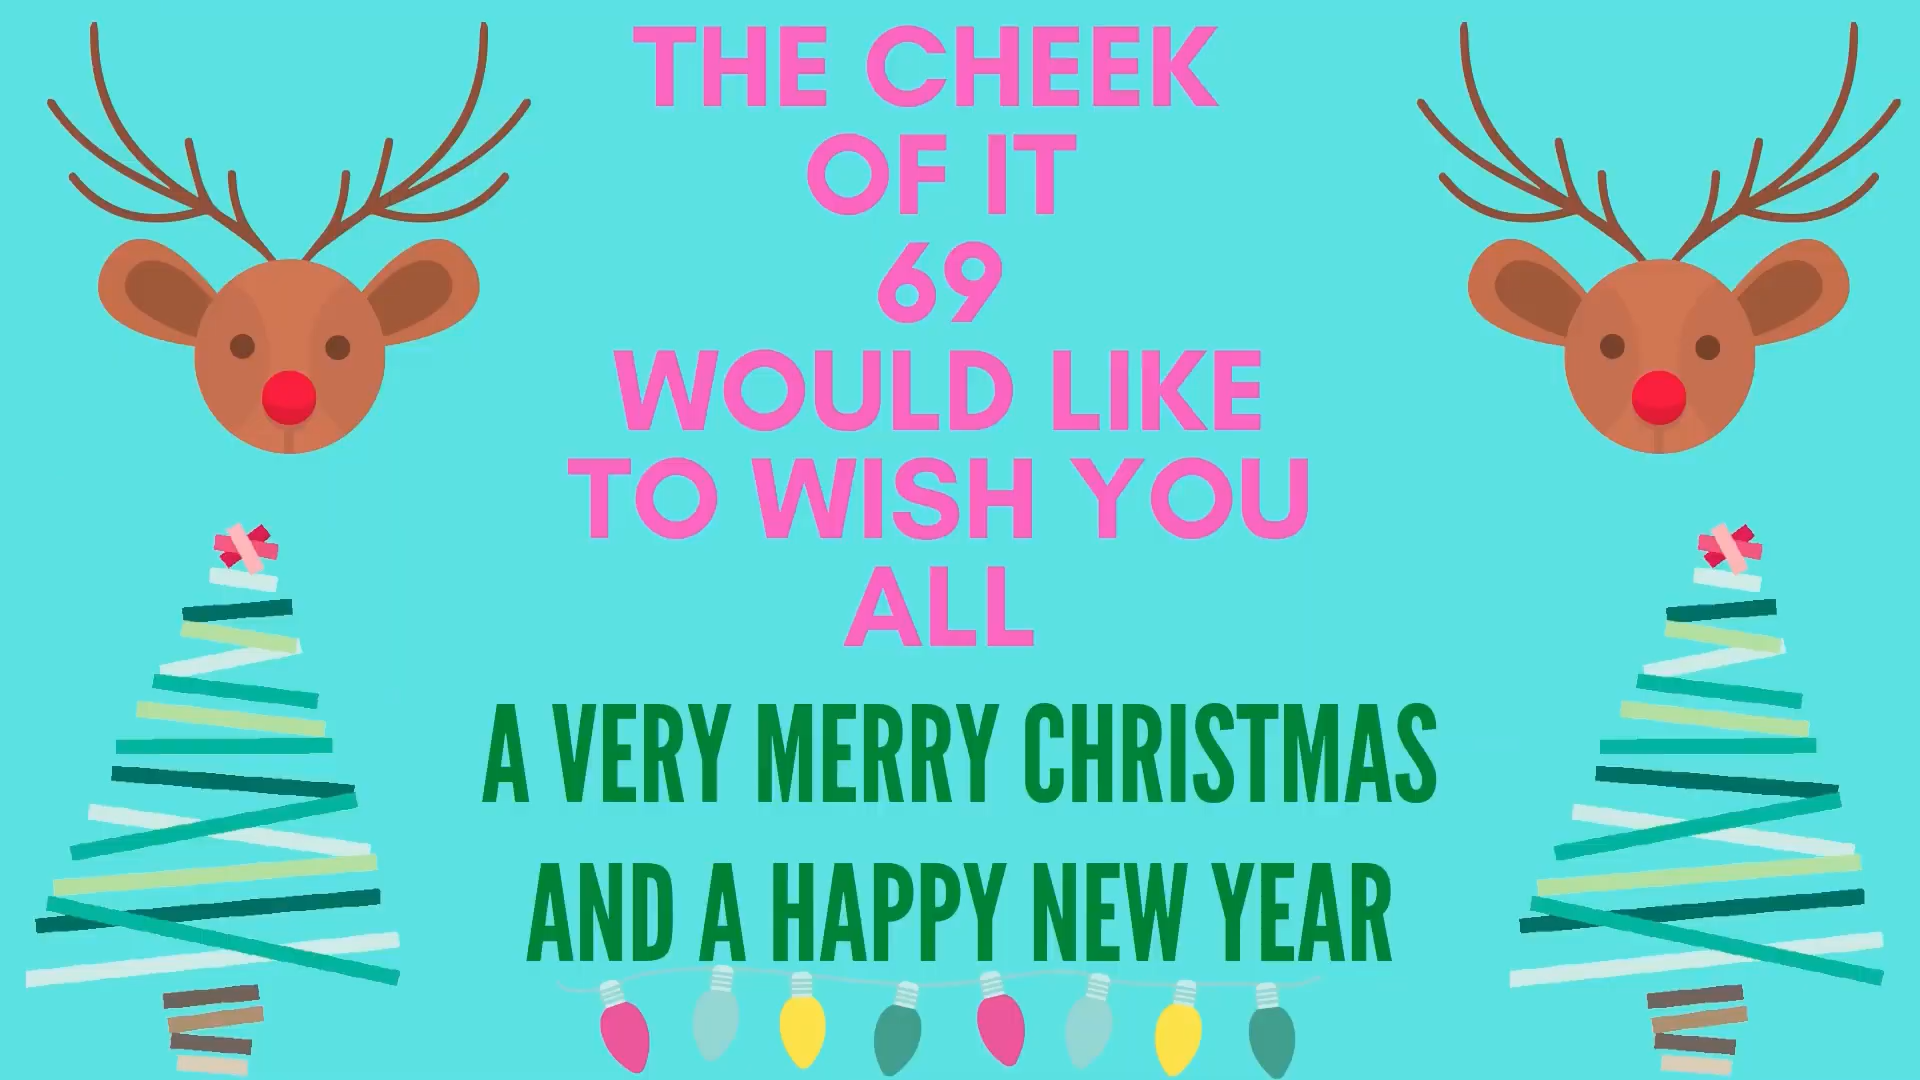 THE CHEEK
OF IT
69
WOULD LIKE
TO WISH YOU
ALL
A VERY MERRY CHRISTMAS
AND A HAPPY NEW YEAR